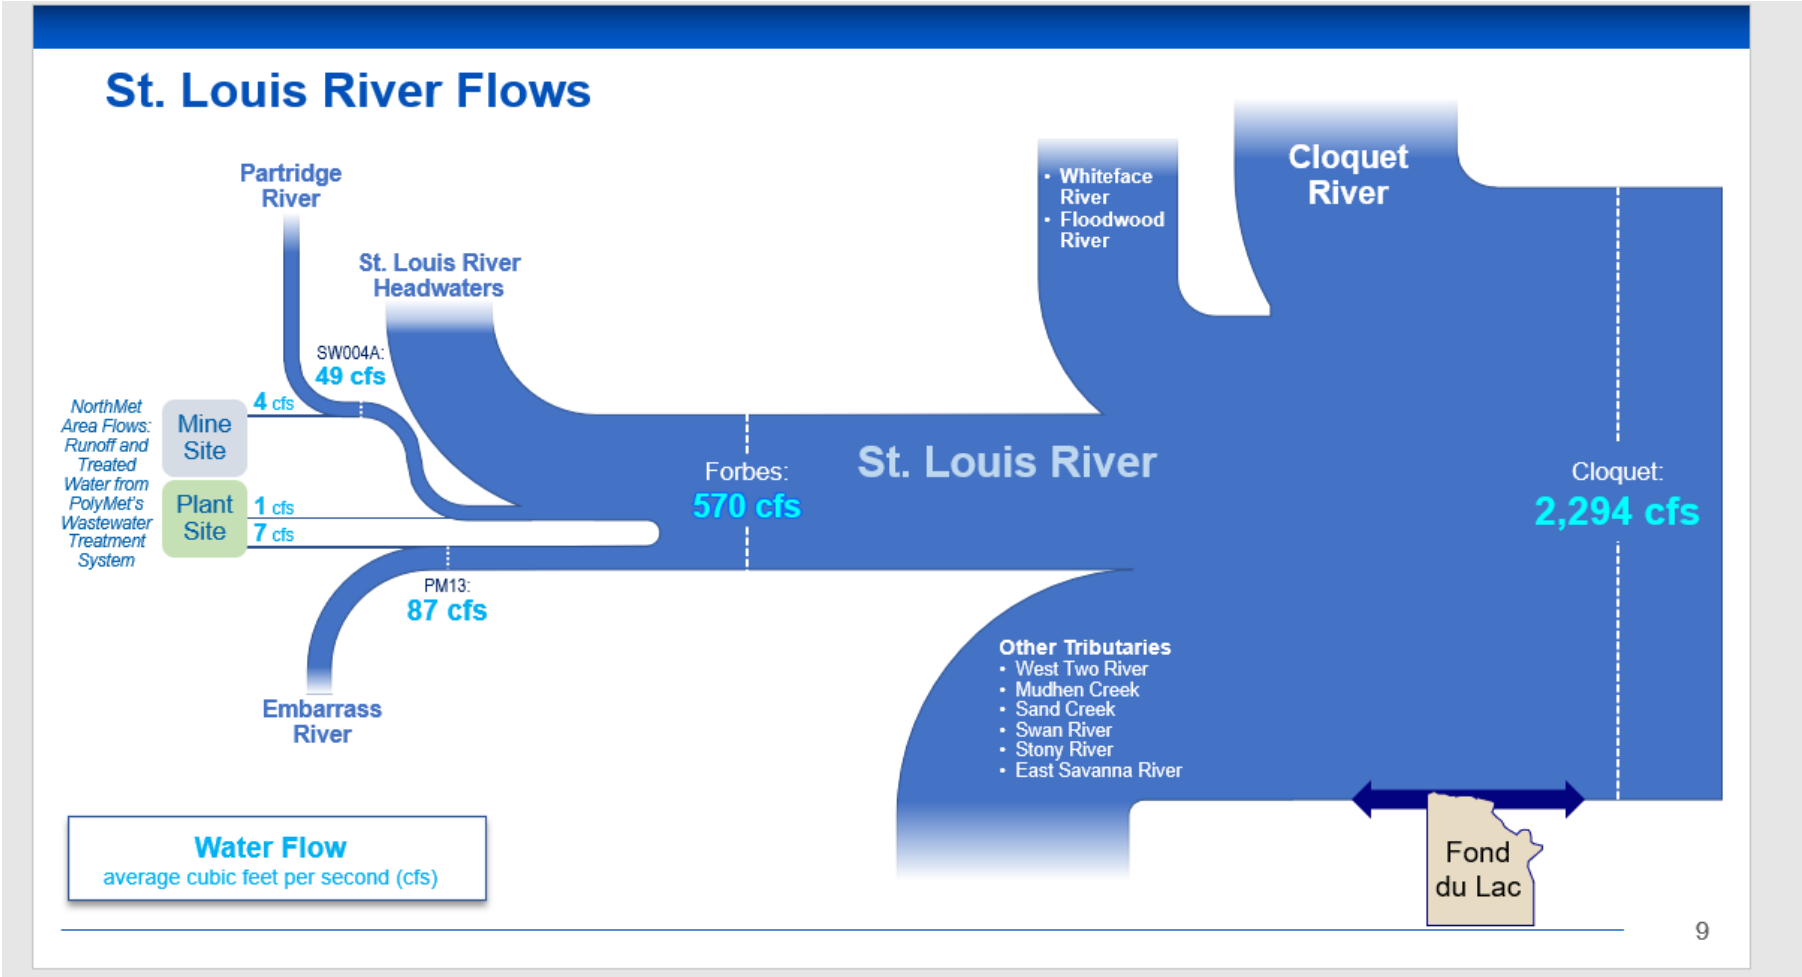 St. Louis River Flows
Partridge
River
St. Louis River
Headwaters
SW004A:
49 cfs
4 cfs
NorthMet
Area Flows:
Runoff and
Treated
Water from
PolyMet's
Wastewater
Treatment
System
Mine
Site
Plant
Site
1 cfs
7 cfs
PM13:
87 cfs
Embarrass
River
Forbes:
570 cfs
St. Louis River
• Whiteface
River
• Floodwood
River
Cloquet
River
Cloquet:
2,294 cfs
Other Tributaries
• West Two River
• Mudhen Creek
• Sand Creek
• Swan River
• Stony River
• East Savanna River
Fond
du Lac
Water Flow
average cubic feet per second (cfs)
9